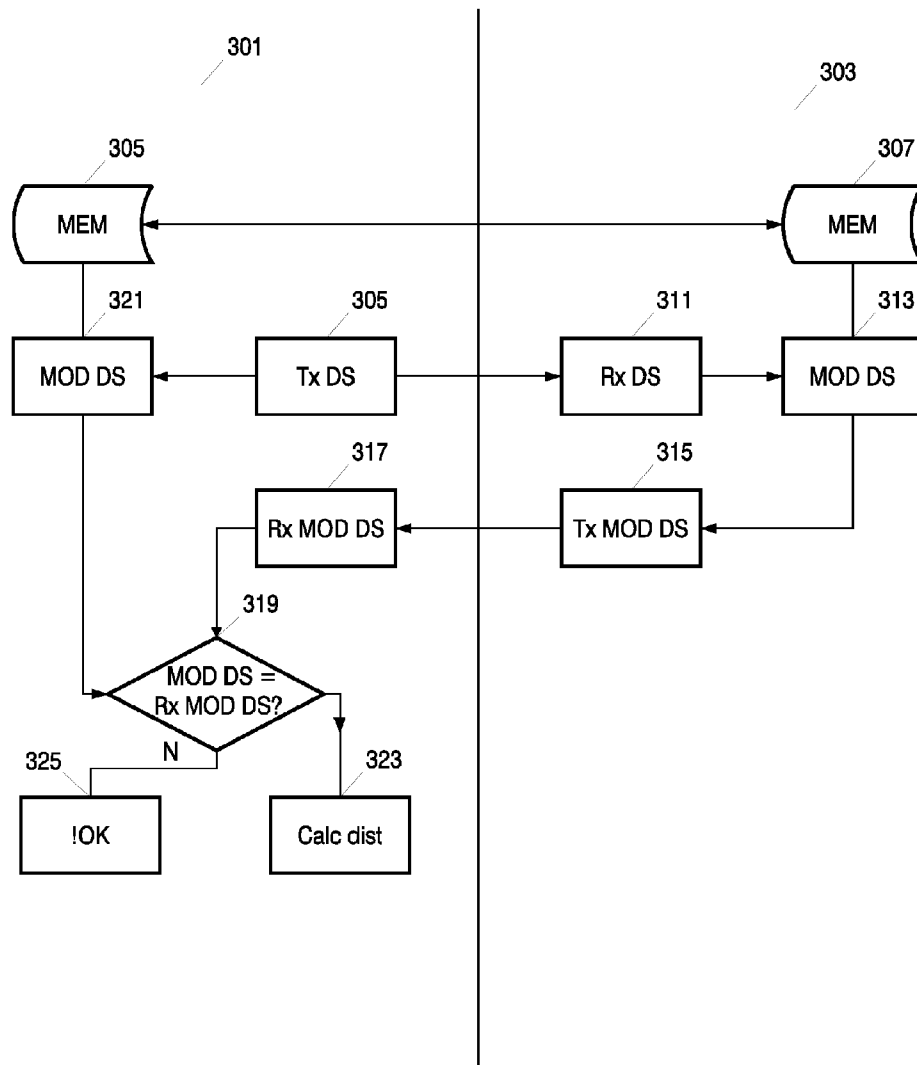 301
303
305
307
MEM
MEM
321
305
311
313
MOD DS
Tx DS
Rx DS
MOD DS
317
315
Rx MOD DS
Tx MOD DS
319
MOD DS =
Rx MOD DS?
N
325
323
!OK
Calc dist